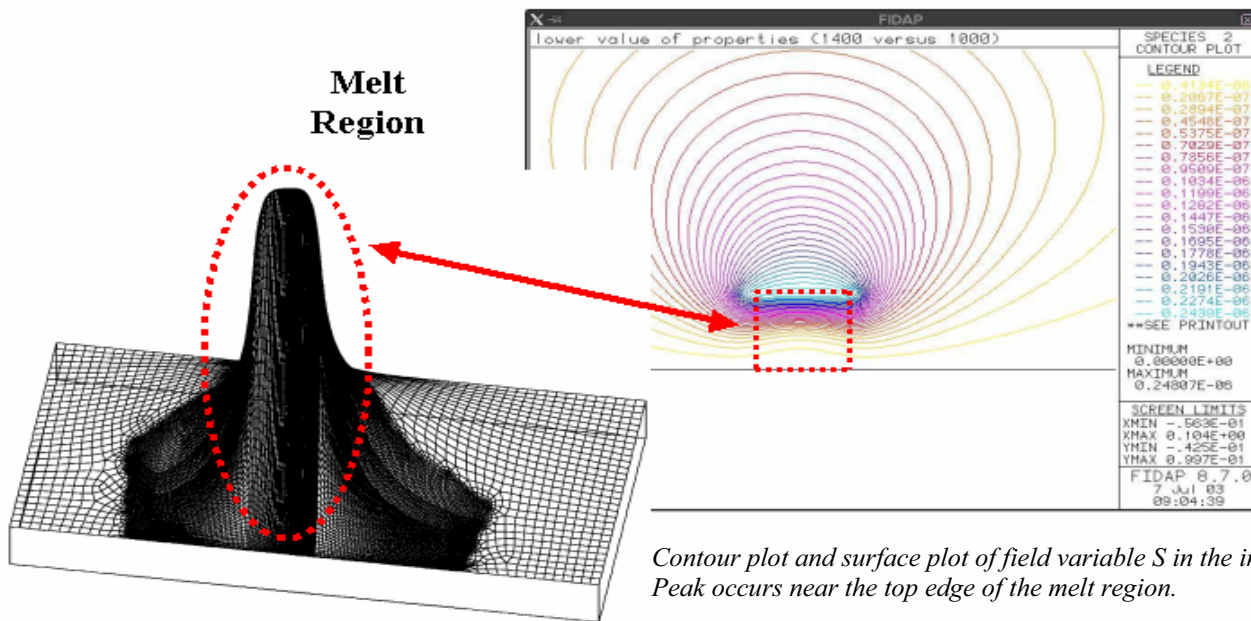 X FIDAP
lower value of properties (1400 versus 1000)
SPECIES 2
CONTOUR PLOT
LEGEND
— 0.4134E-08
— 0.2067E-07
— 0.2894E-07
— 0.4548E-07
— 0.5375E-07
— 0.7029E-07
— 0.7856E-07
— 0.9509E-07
— 0.1034E-06
— 0.1199E-06
— 0.1282E-06
— 0.1447E-06
— 0.1530E-06
— 0.1695E-06
— 0.1778E-06
— 0.1943E-06
— 0.2026E-06
— 0.2191E-06
— 0.2274E-06
— 0.2439E-06
**SEE PRINTOUT
MINIMUM
0.00000E+00
MAXIMUM
0.24807E-06
SCREEN LIMITS
XMIN -.563E-01
XMAX 0.104E+00
YMIN -.425E-01
YMAX 0.997E-01
FIDAP 8.7.0
7 Jul 03
09:04:39
Melt
Region
Contour plot and surface plot of field variable S in the
Peak occurs near the top edge of the melt region.